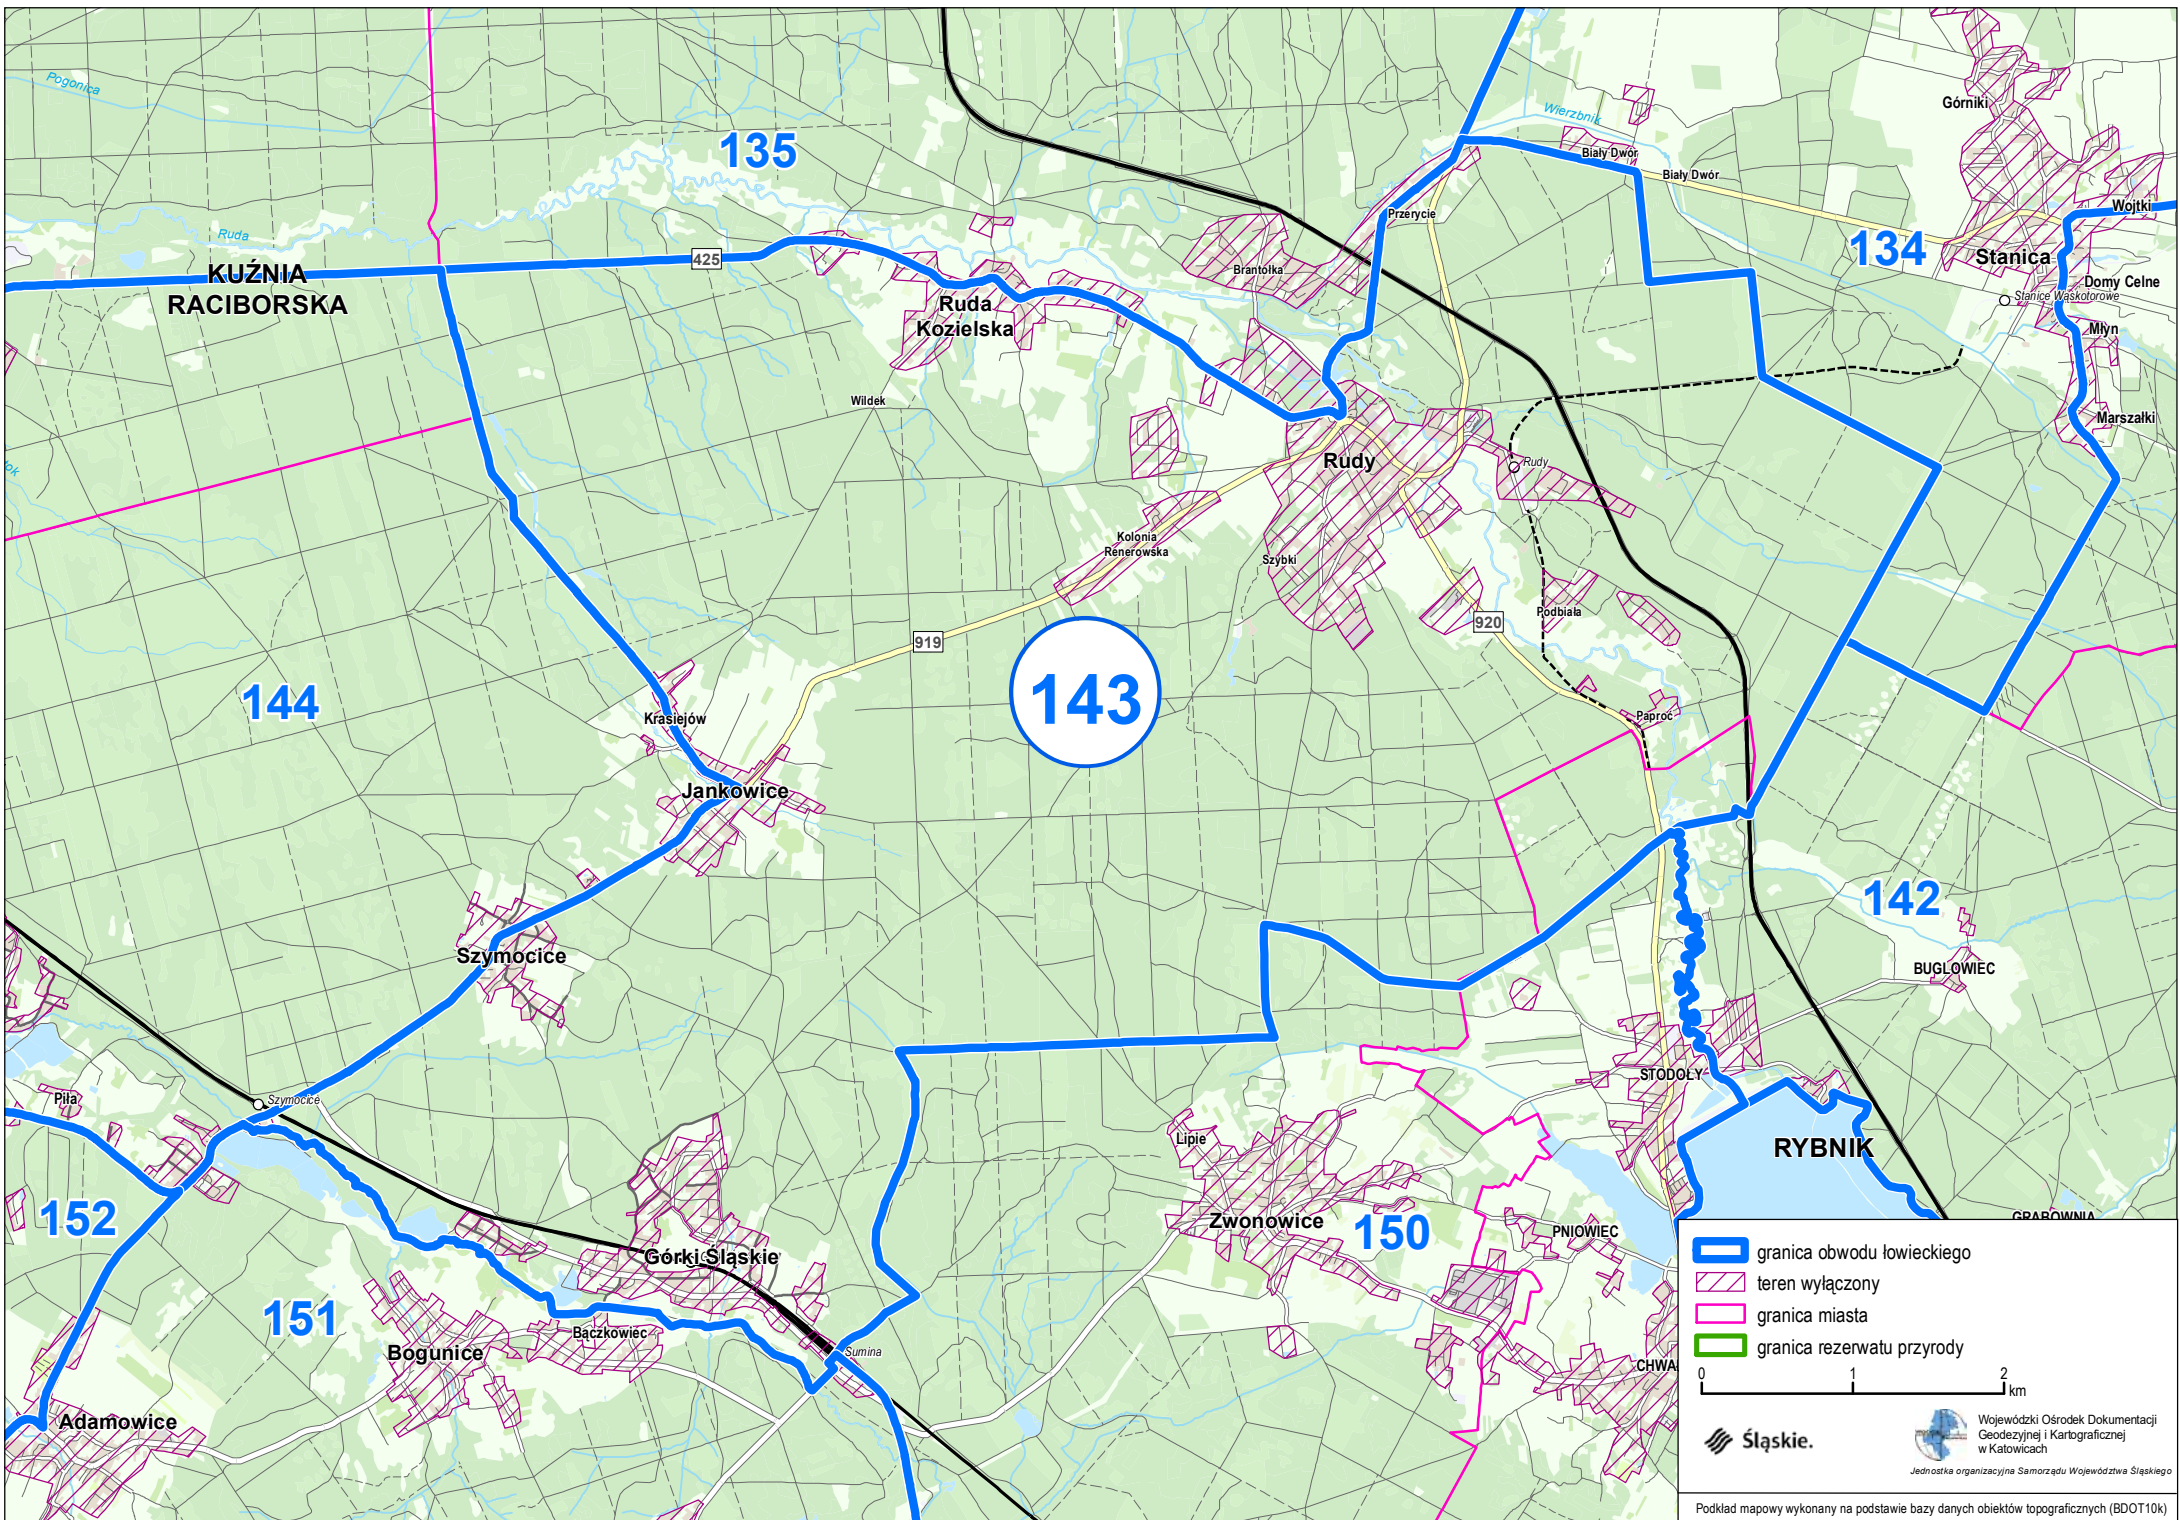 Pogonica
135
Wierzbnik
Górniki
Biały Dwór
Biały Dwór
Wojtki
Przerycie
Ruda
KUŹNIA
RACIBORSKA
425
134
Stanica
Brantołka
Domy Celne
Stanice Wąskotorowe
Ruda
Kozielska
Młyn
Wildek
Marszałki
Rudy
Rudy
Kolonia
Renerowska
Szybki
Podbiała
920
919
143
144
Krasiejów
Paproć
Jankowice
142
Szymocice
BUGLOWIEC
STODOŁY
Piła
Szymocice
Lipie
RYBNIK
152
Zwonowice
150
PNIOWIEC
GRABOWNIA
Górki Śląskie
151
Bączkowiec
Bogunice
Sumina
CHWA
Adamowice
granica obwodu łowieckiego
teren wyłączony
granica miasta
granica rezerwatu przyrody
0 1 2
km
Śląskie.
Wojewódzki Ośrodek Dokumentacji
Geodezyjnej i Kartograficznej
w Katowicach
Jednostka organizacyjna Samorządu Województwa Śląskiego
Podkład mapowy wykonany na podstawie bazy danych obiektów topograficznych (BDOT10k)